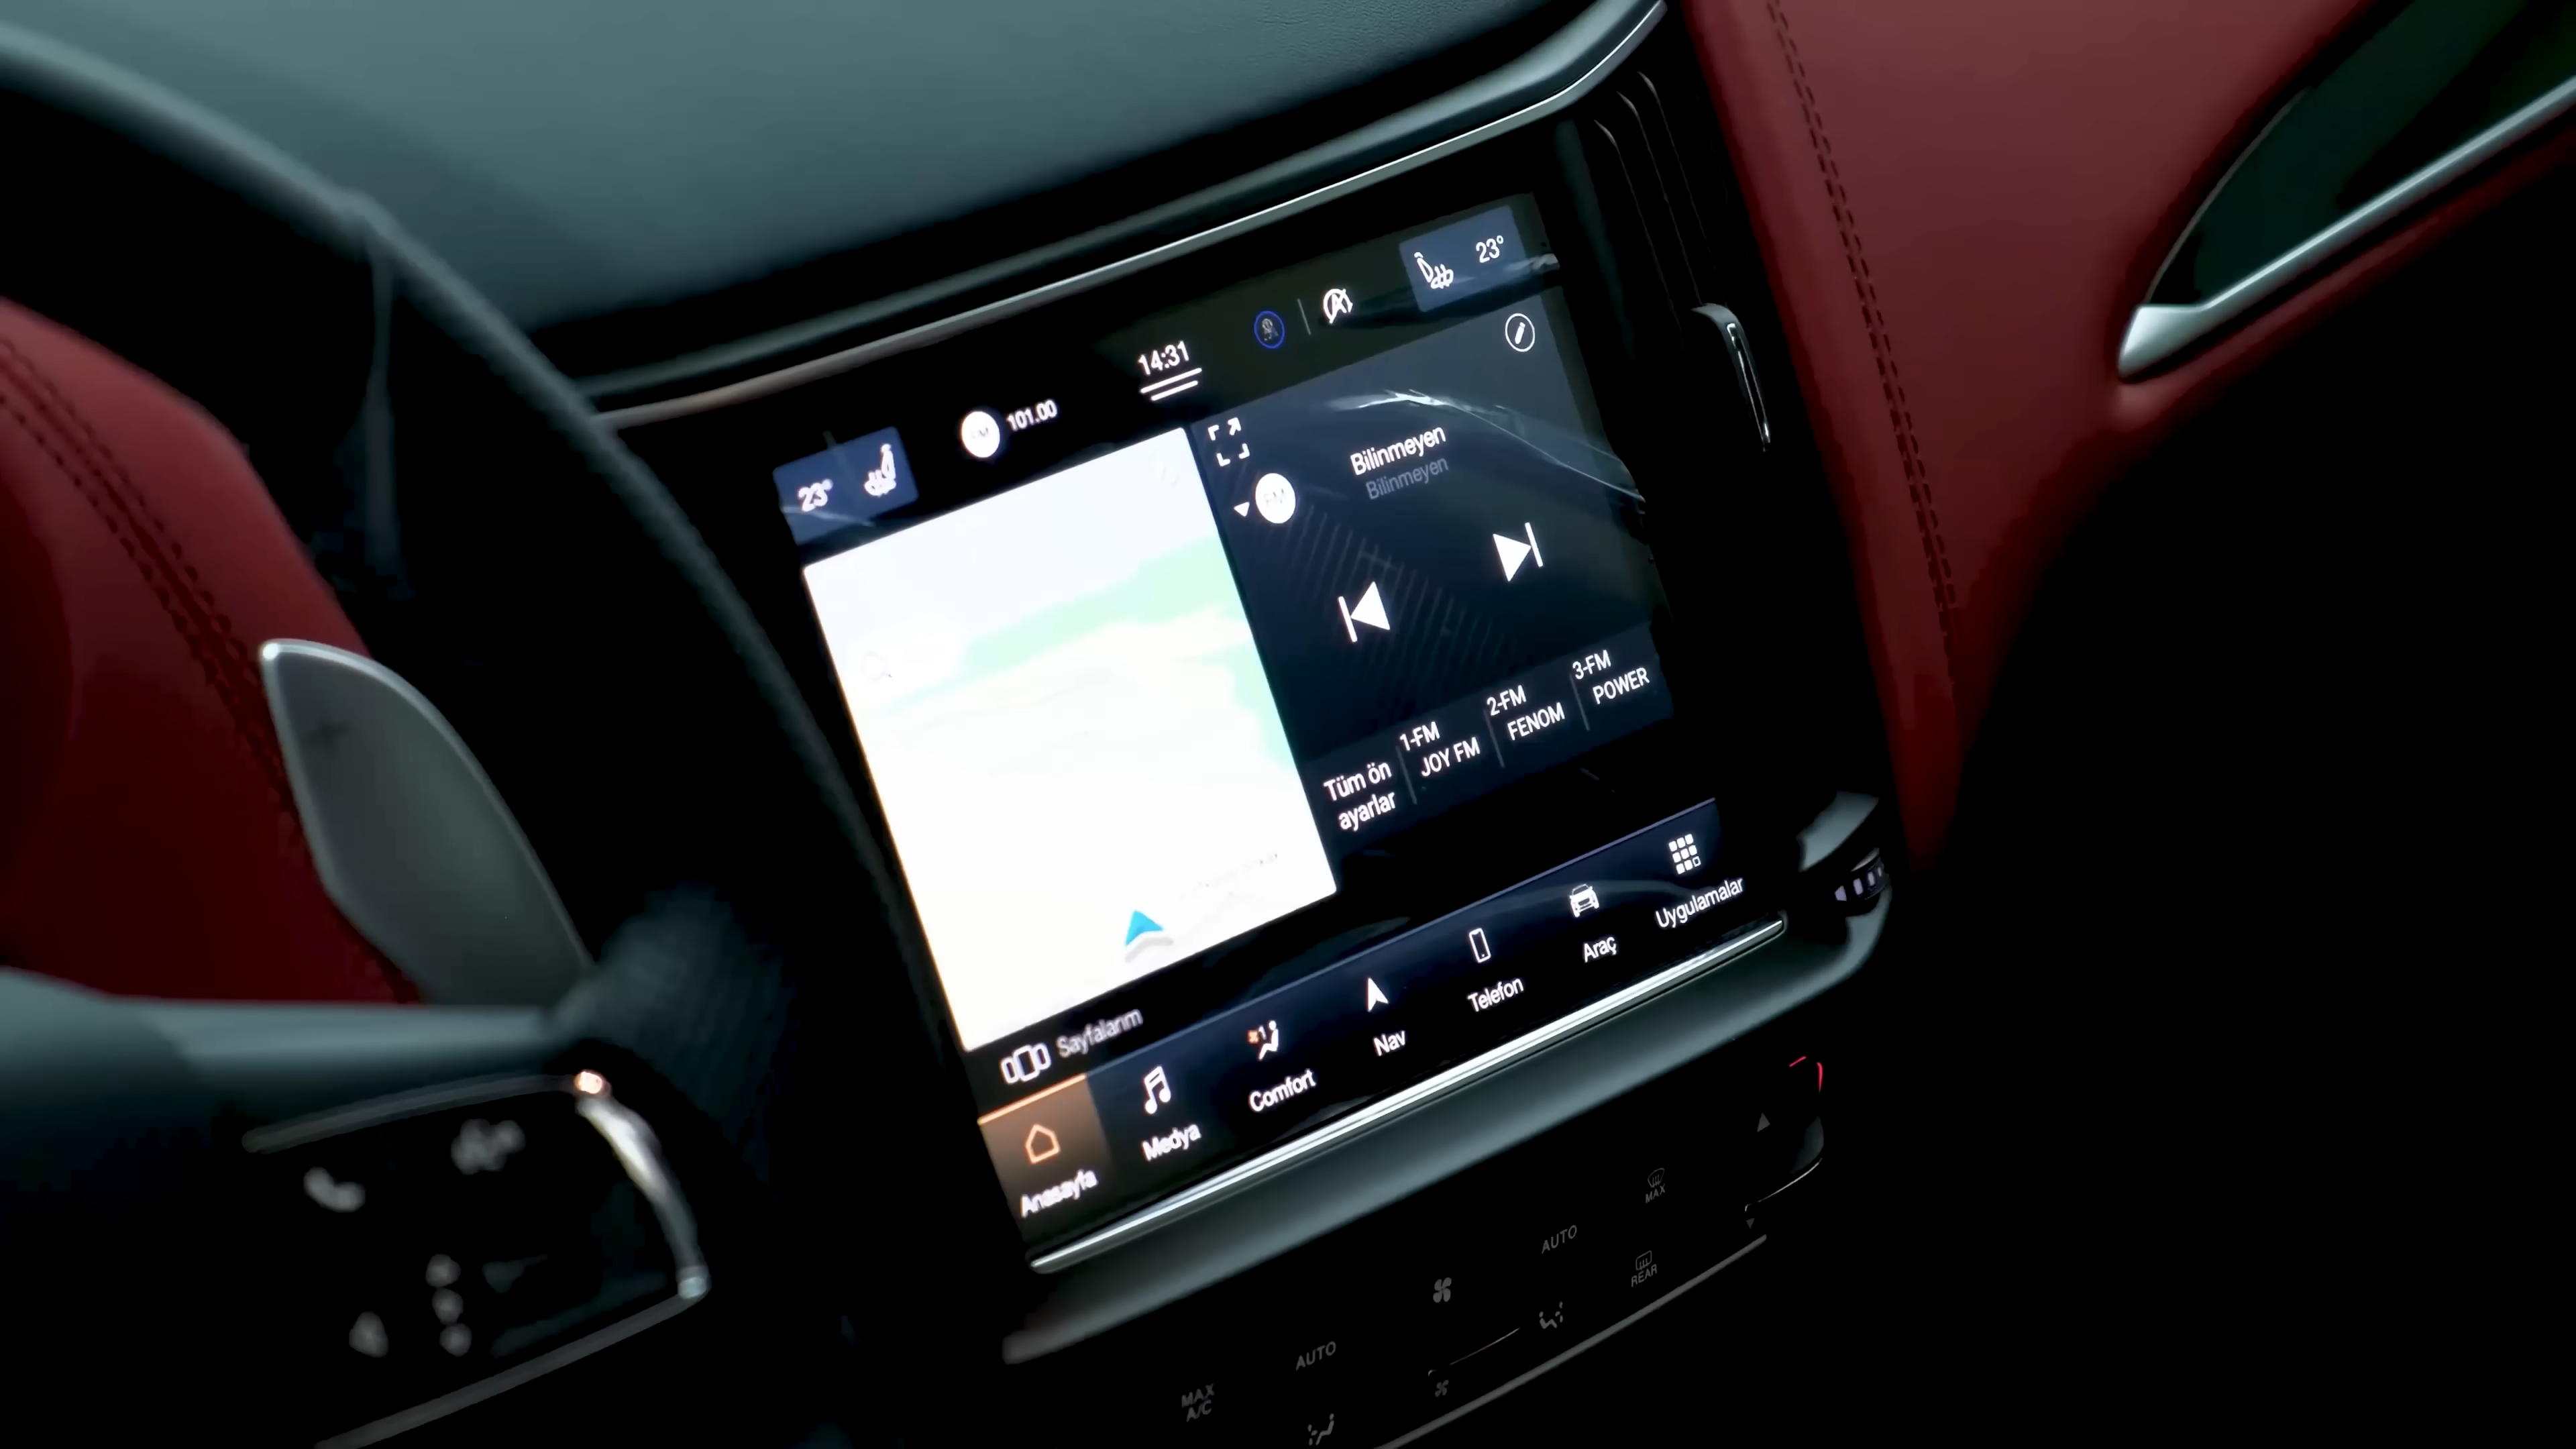 23°
14:31
101.00
23°
Bilinmeyen
Bilinmeyen
FM
Tüm ön
ayarlar
1-FM
JOY FM
2-FM
FENOM
3-FM
POWER
Sayfalarım
Anasayfa
Medya
Comfort
Nav
Telefon
Araç
Uygulamalar
MAX
AUTO
REAR
AUTO
MAX
A/C